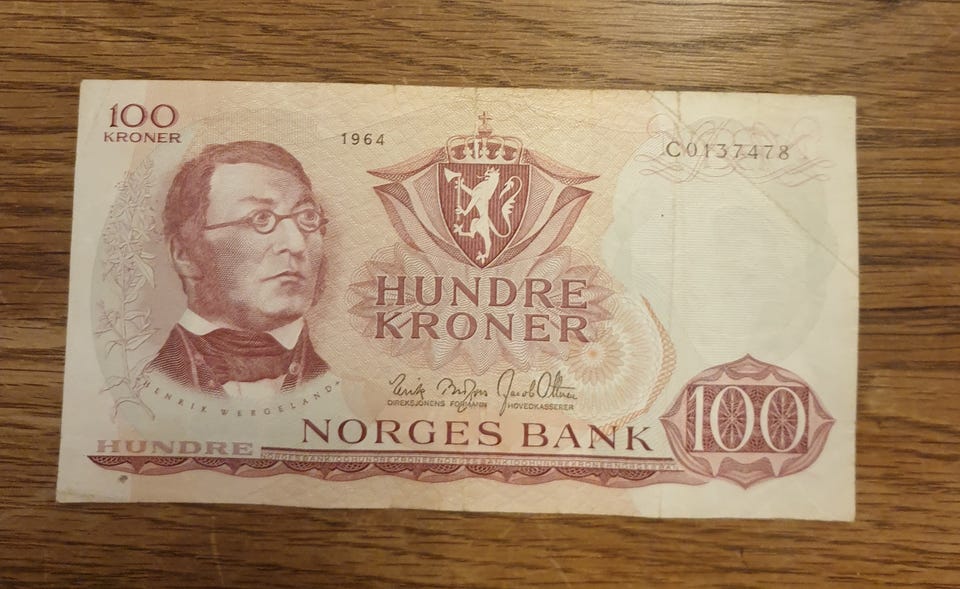 100
KRONER
1964
C0137478
HUNDRE
KRONER
HENRIK WERGELAND
DIREKSJONENS FORMANN HOVEDKASSERER
NORGES BANK
HUNDRE
100